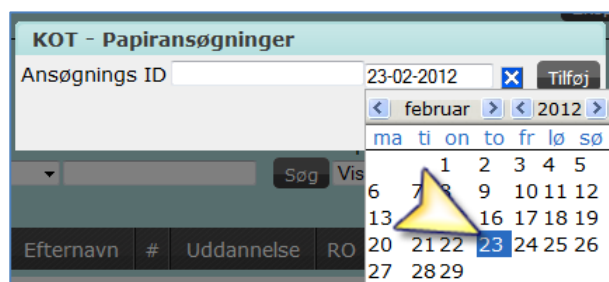 KOT - Papiransøgninger
Ansøgnings ID 23-02-2012 Tilføj
februar 2012
ma ti on to fr lø sø
1 2 3 4 5
6 7 8 9 10 11 12
13 16 17 18 19
20 21 22 23 24 25 26
27 28 29
Søg Vis
Efternavn # Uddannelse RO